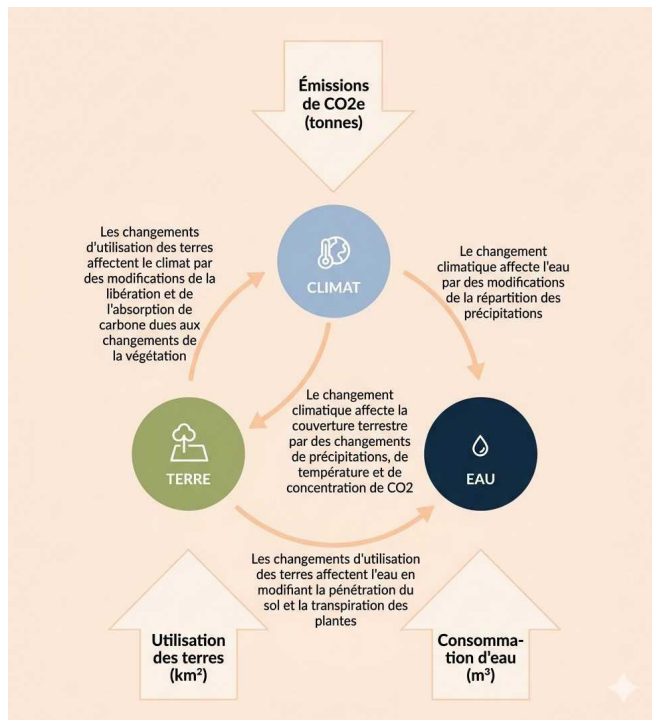 Émissions
de CO2e
(tonnes)
Les changements
d'utilisation des terres
affectent le climat par
des modifications de la
libération et de
l'absorption de
carbone dues aux
changements de
la végétation
CLIMAT
Le changement
climatique affecte l'eau
par des modifications
de la répartition des
précipitations
Le changement
climatique affecte la
couverture terrestre
par des changements
de précipitations, de
température et de
concentration de CO2
TERRE
EAU
Les changements d'utilisation
des terres affectent l'eau en
modifiant la pénétration du
sol et la transpiration des
plantes
Utilisation
des terres
(km²)
Consomma-
tion d'eau
(m³)